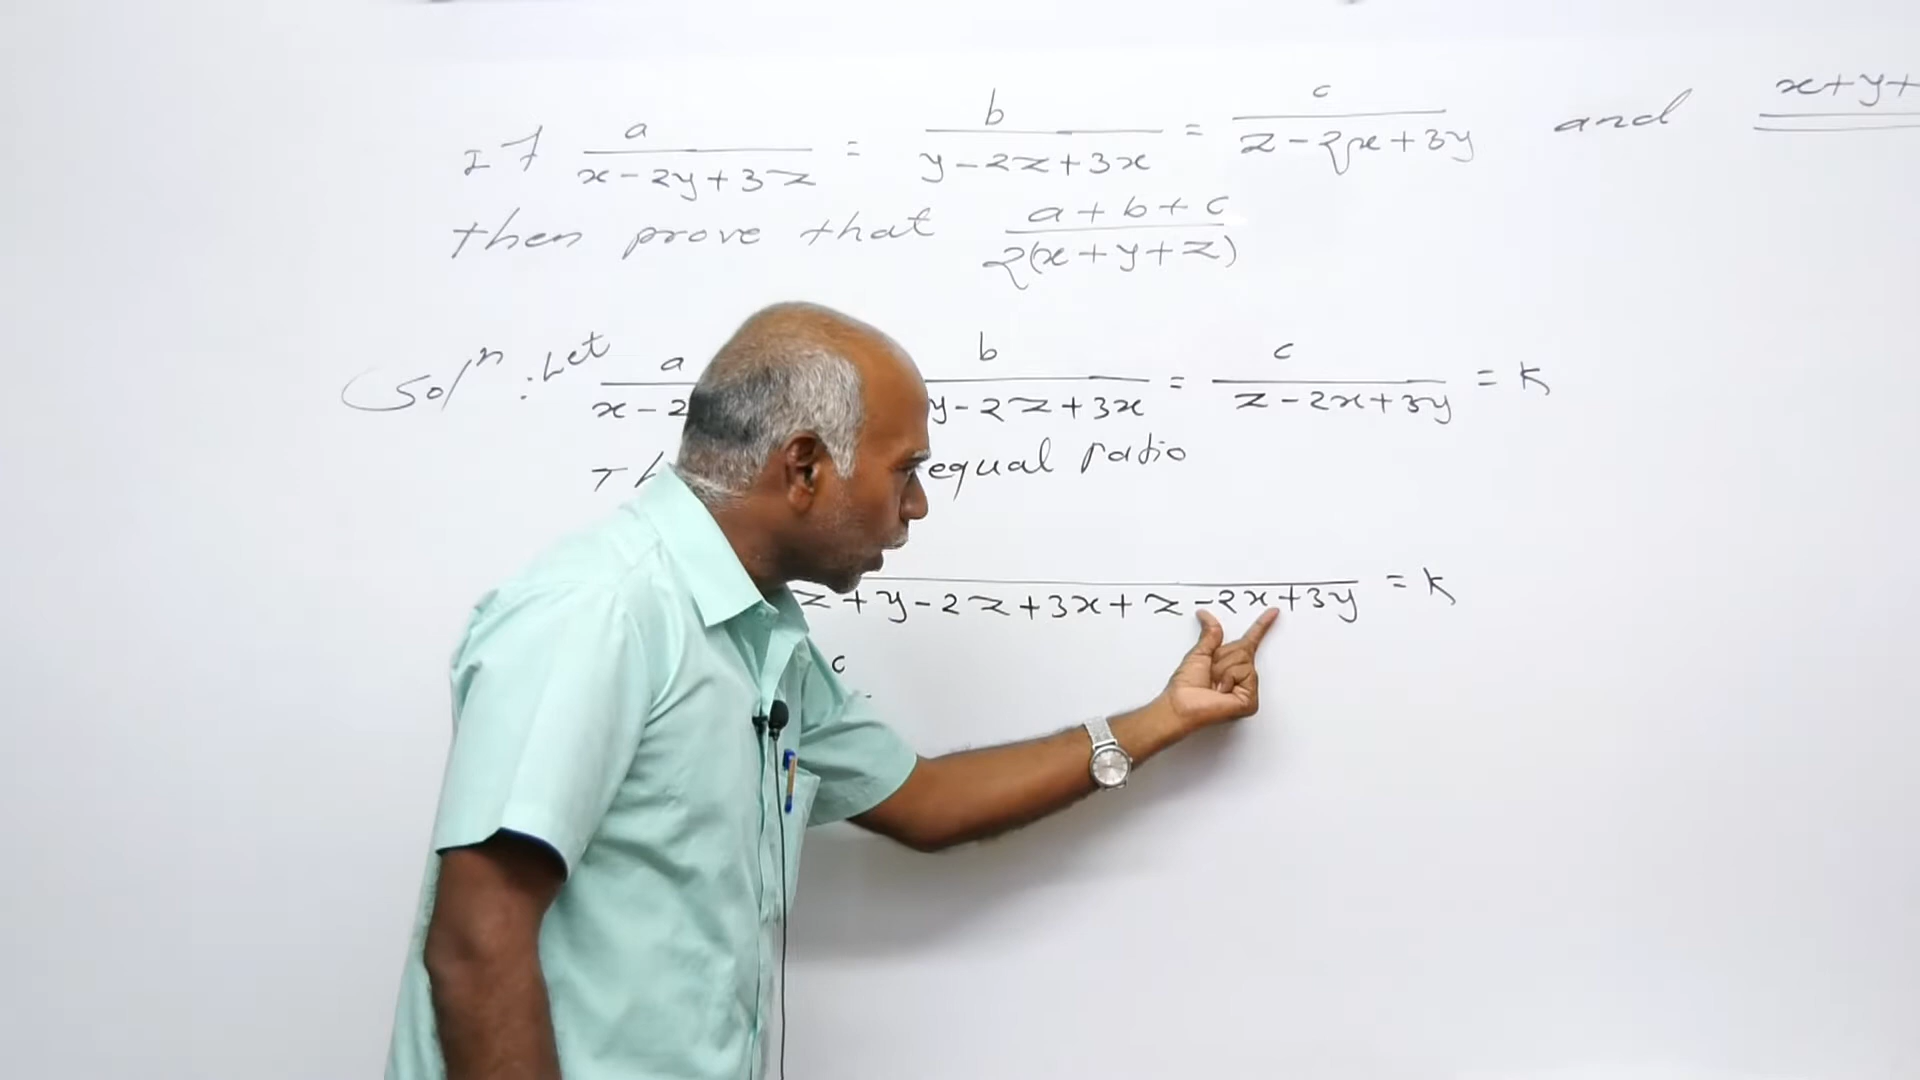 If a/(x-2y+3z) = b/(y-2z+3x) = c/(z-2x+3y) and x+y+
then prove that (a+b+c)/(2(x+y+z))
Solⁿ : Let a/(x-2 b/(y-2z+3x) = c/(z-2x+3y) = k
equal ratio
z+y-2z+3x+z-2x+3y = k
c